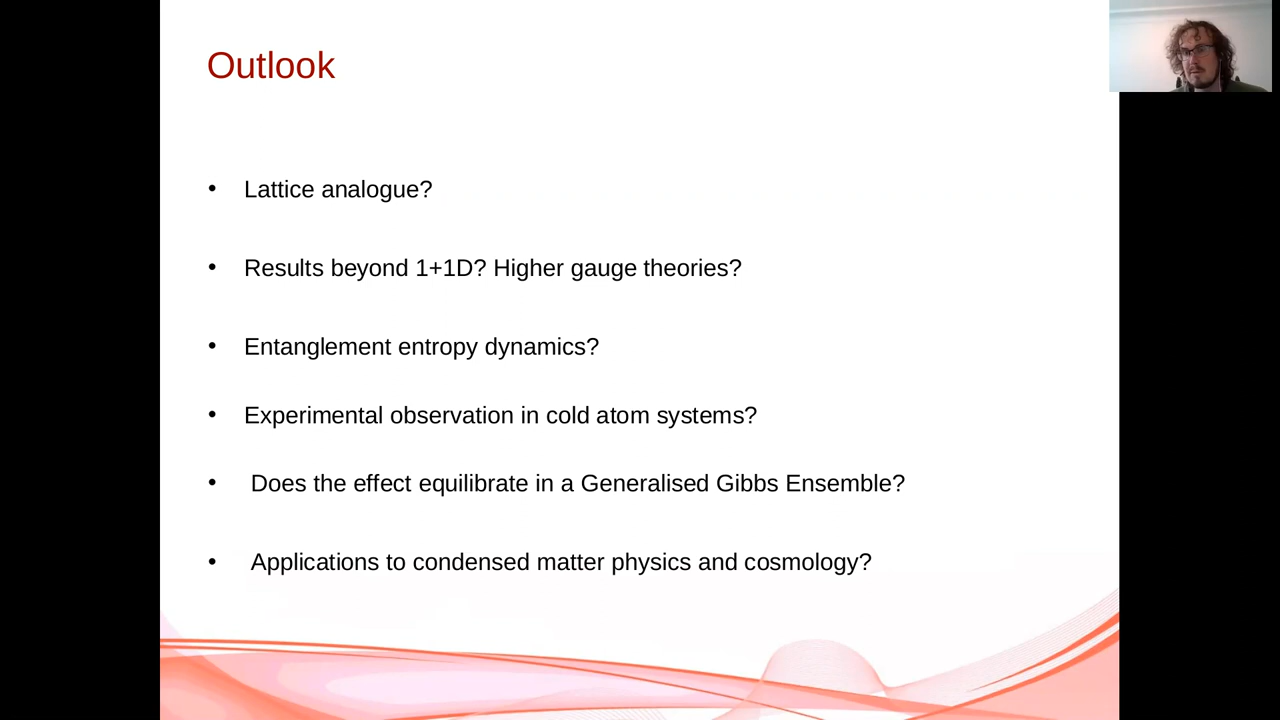 Outlook
• Lattice analogue?
• Results beyond 1+1D? Higher gauge theories?
• Entanglement entropy dynamics?
• Experimental observation in cold atom systems?
• Does the effect equilibrate in a Generalised Gibbs Ensemble?
• Applications to condensed matter physics and cosmology?